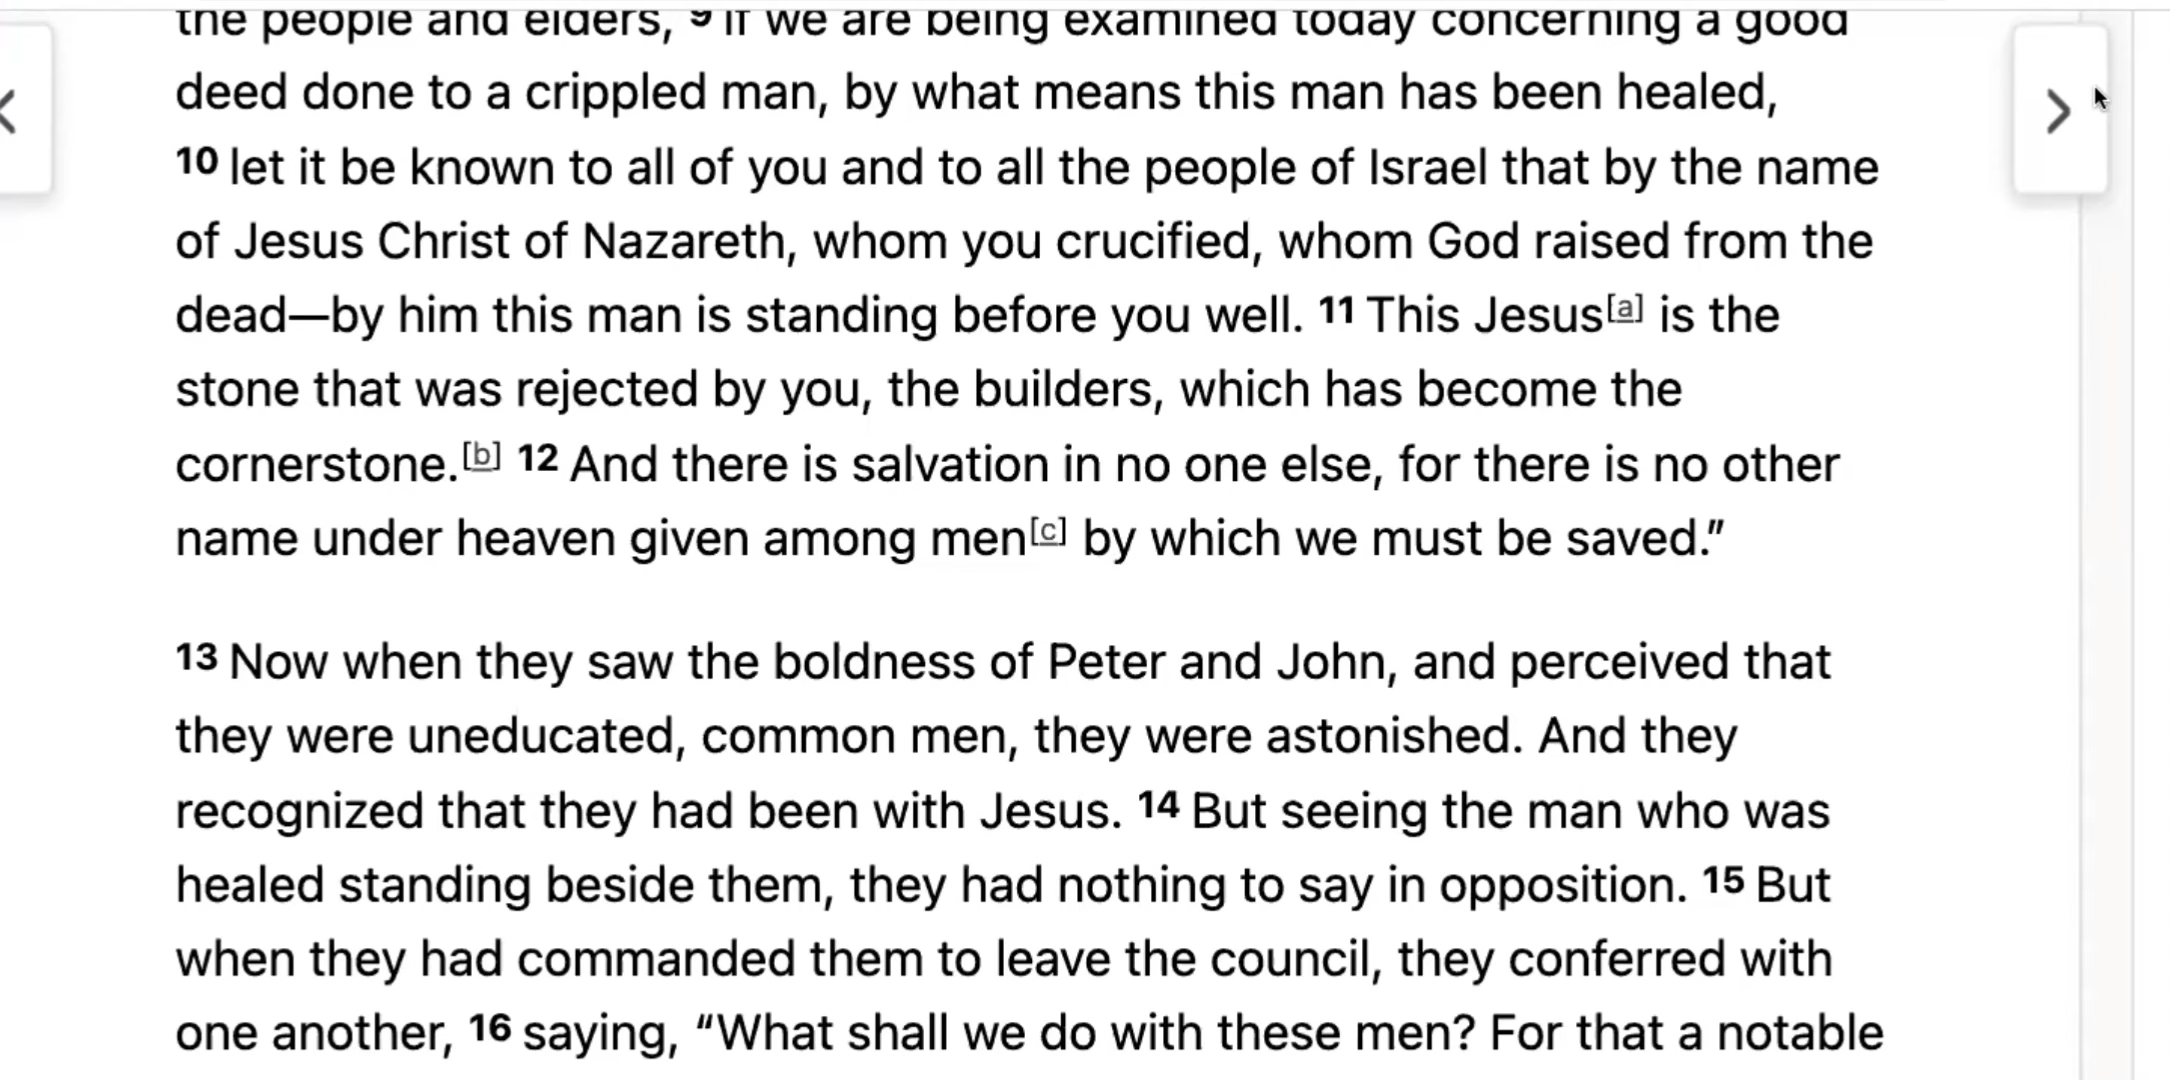 the people and elders, 9 if we are being examined today concerning a good
deed done to a crippled man, by what means this man has been healed,
10 let it be known to all of you and to all the people of Israel that by the name
of Jesus Christ of Nazareth, whom you crucified, whom God raised from the
dead—by him this man is standing before you well. 11 This Jesus[a] is the
stone that was rejected by you, the builders, which has become the
cornerstone.[b] 12 And there is salvation in no one else, for there is no other
name under heaven given among men[c] by which we must be saved.”
13 Now when they saw the boldness of Peter and John, and perceived that
they were uneducated, common men, they were astonished. And they
recognized that they had been with Jesus. 14 But seeing the man who was
healed standing beside them, they had nothing to say in opposition. 15 But
when they had commanded them to leave the council, they conferred with
one another, 16 saying, “What shall we do with these men? For that a notable